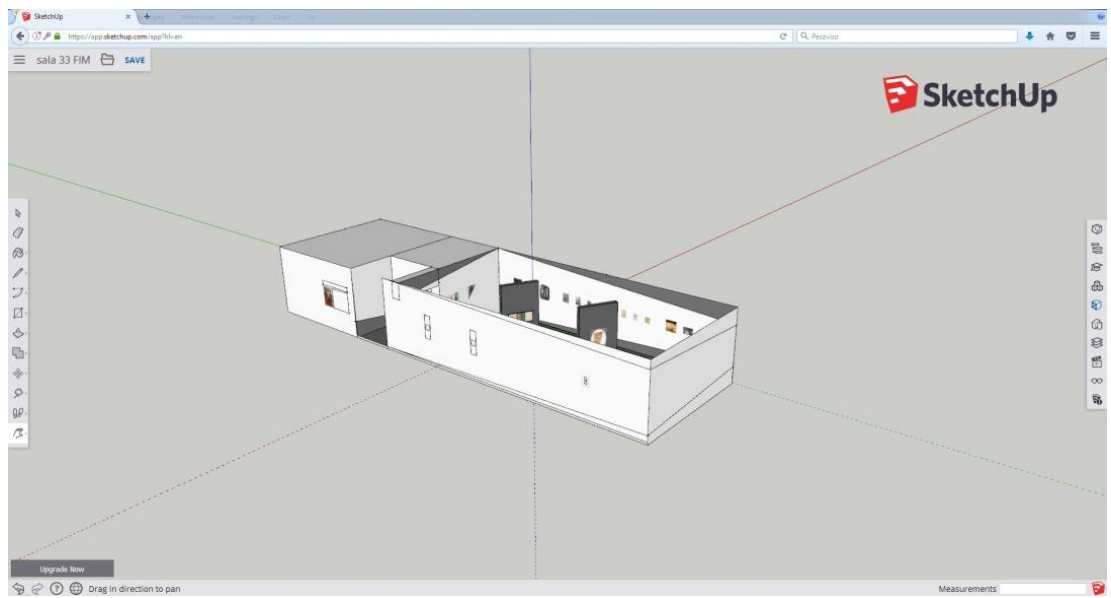 SketchUp
https://app.sketchup.com/app?hl=en
Pesquisa
sala 33 FIM SAVE
SketchUp
Upgrade Now
Drag in direction to pan
Measurements